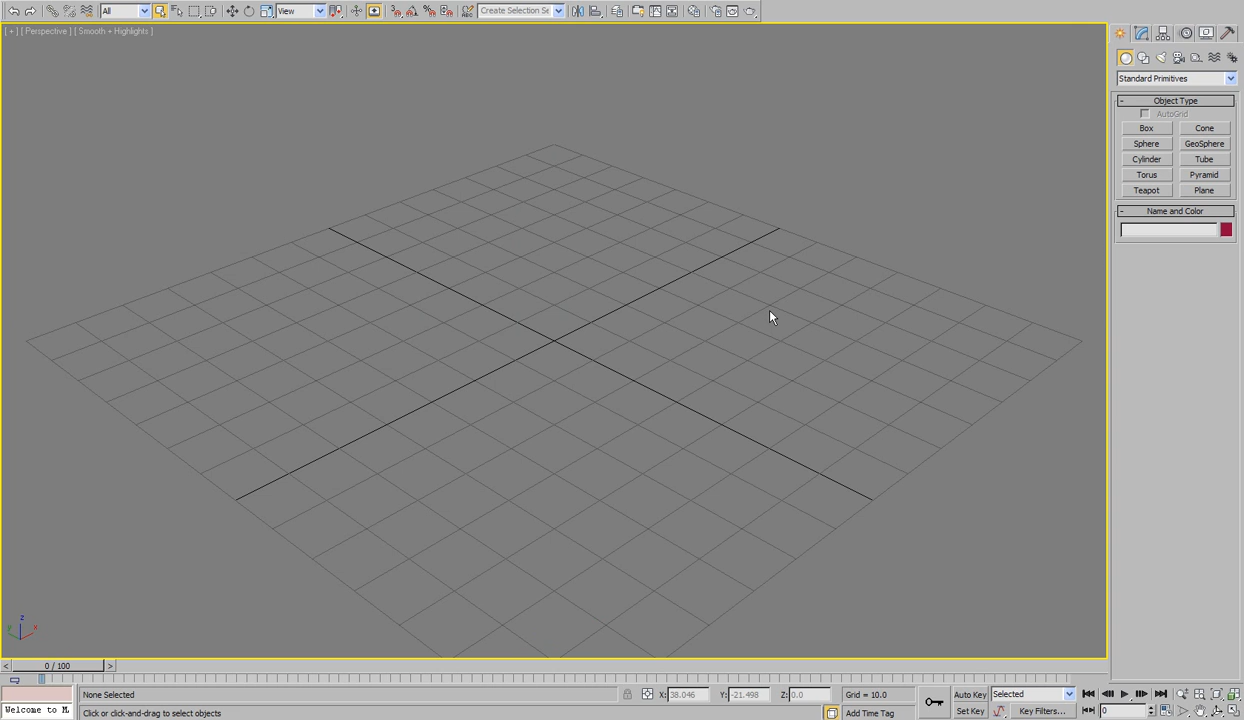 All
View
Create Selection Se
[ + ] [ Perspective ] [ Smooth + Highlights ]
Standard Primitives
- Object Type
AutoGrid
Box Cone
Sphere GeoSphere
Cylinder Tube
Torus Pyramid
Teapot Plane
- Name and Color
z
x
< 0 / 100 >
None Selected X: 38.046 Y: -21.498 Z: 0.0 Grid = 10.0 Auto Key Selected
Welcome to M Click or click-and-drag to select objects Add Time Tag Set Key Key Filters... 0